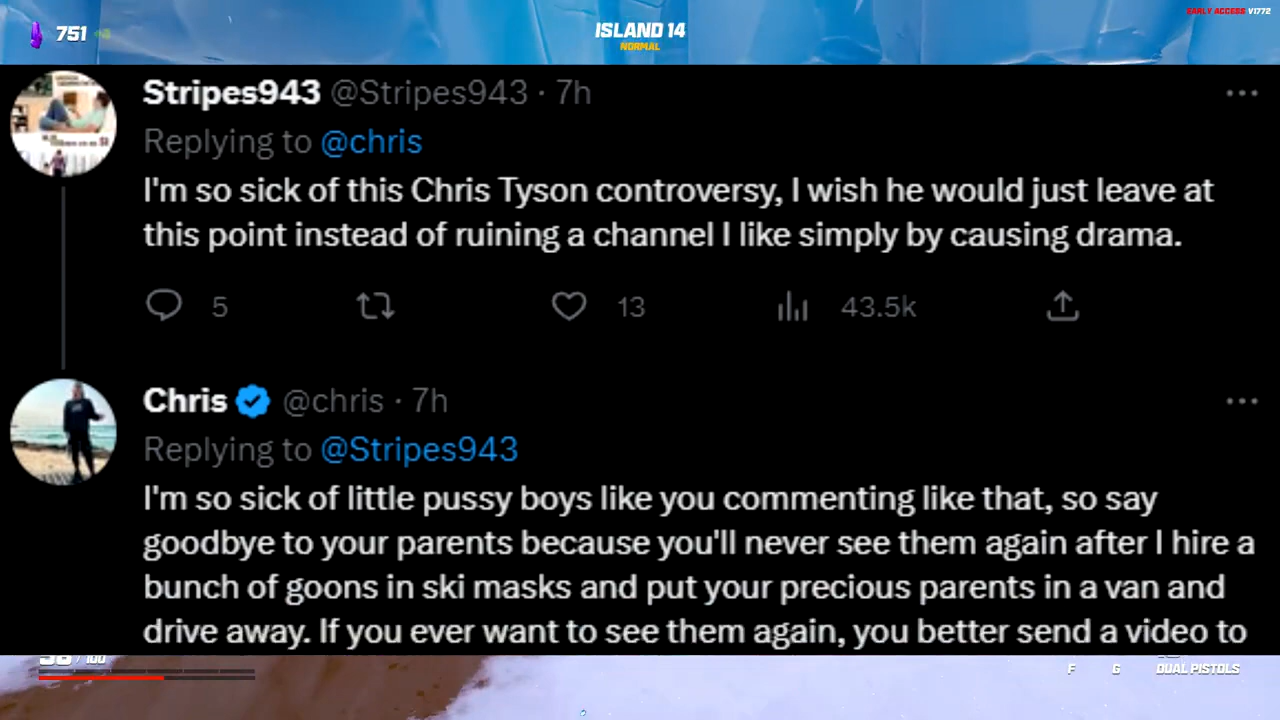 751 +8
ISLAND 14
EARLY ACCESS V1772
NORMAL
Stripes943 @Stripes943 · 7h
Replying to @chris
I'm so sick of this Chris Tyson controversy, I wish he would just leave at
this point instead of ruining a channel I like simply by causing drama.
5 13 43.5k
Chris @chris · 7h
Replying to @Stripes943
I'm so sick of little pussy boys like you commenting like that, so say
goodbye to your parents because you'll never see them again after I hire a
bunch of goons in ski masks and put your precious parents in a van and
drive away. If you ever want to see them again, you better send a video to
/ 100
F G DUAL PISTOLS